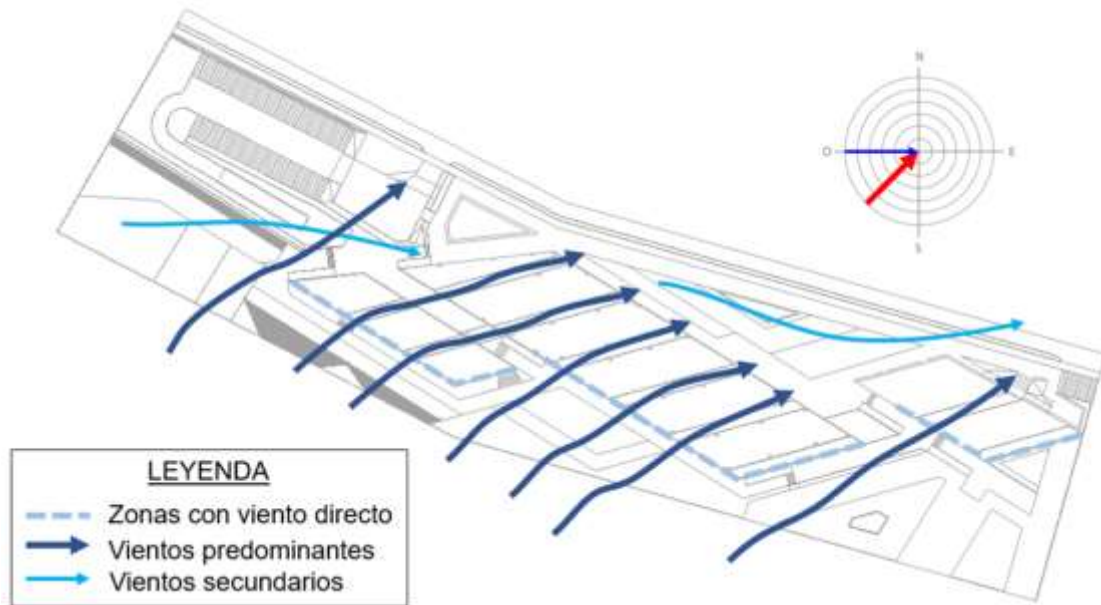 N
O
E
S
LEYENDA
Zonas con viento directo
Vientos predominantes
Vientos secundarios